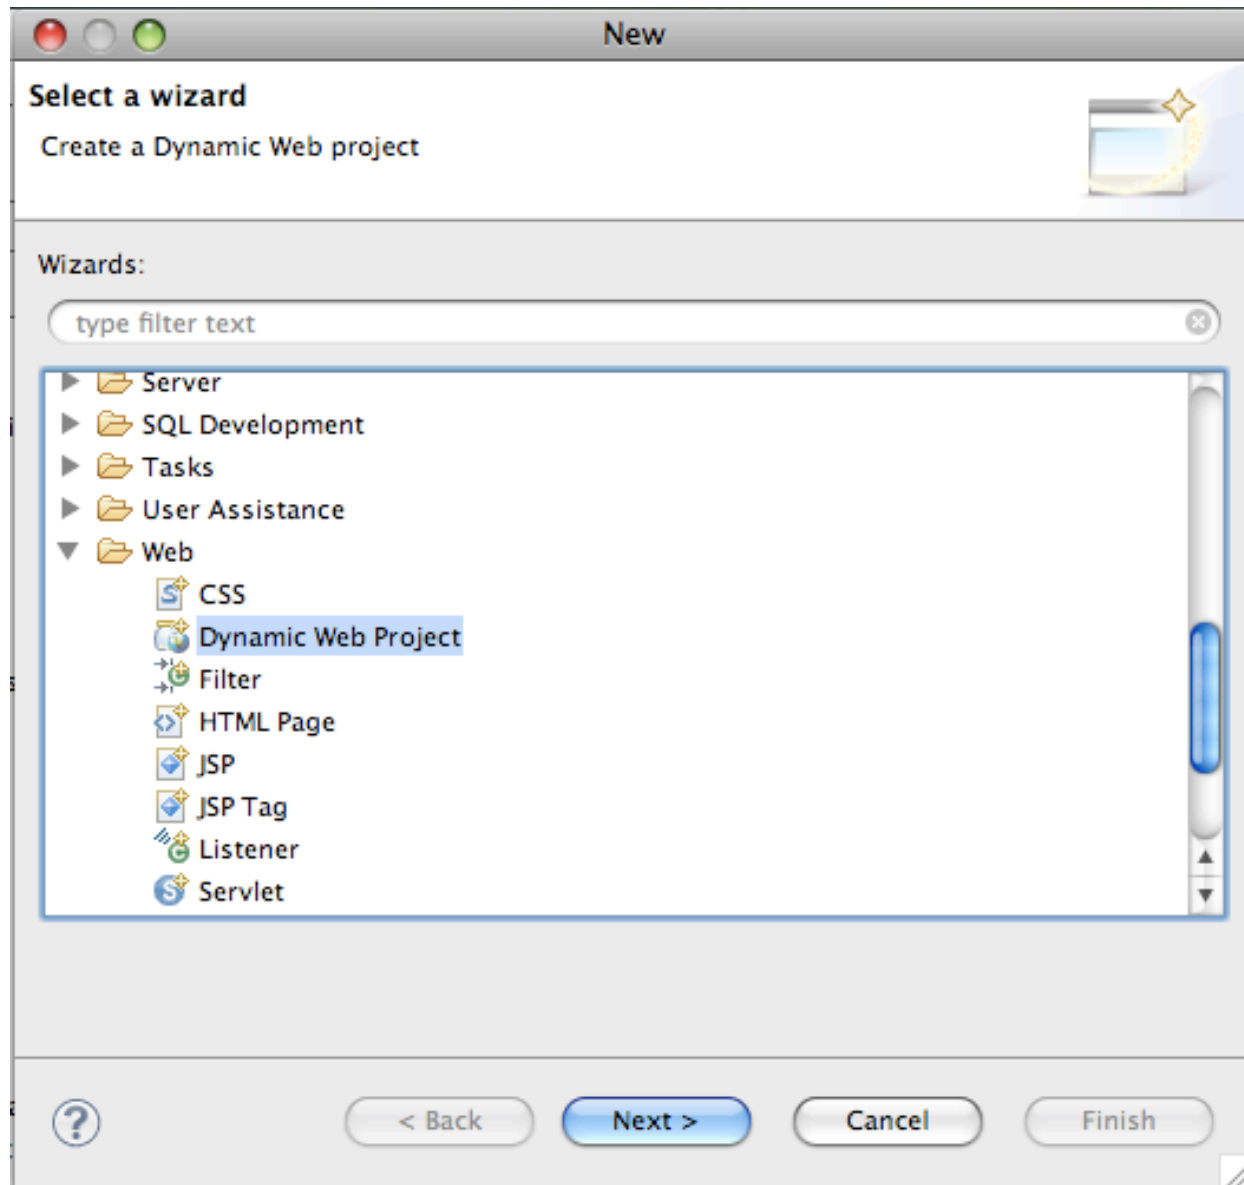 New
Select a wizard
Create a Dynamic Web project
Wizards:
type filter text
Server
SQL Development
Tasks
User Assistance
Web
CSS
Dynamic Web Project
Filter
HTML Page
JSP
JSP Tag
Listener
Servlet
? < Back Next > Cancel Finish